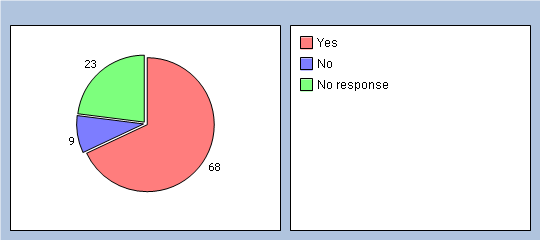 23
9
68
Yes
No
No response